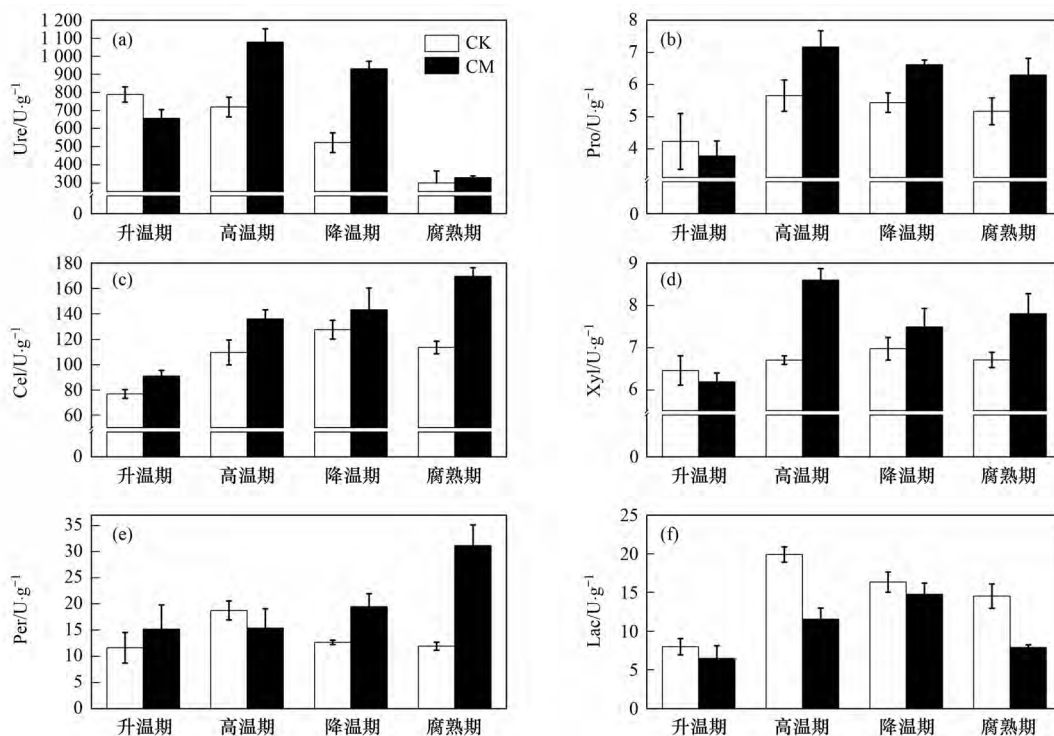 (a)
CK
CM
Ure/U·g⁻¹
1 200
1 100
1 000
900
800
700
600
500
400
300
0
升温期 高温期 降温期 腐熟期
(b)
Pro/U·g⁻¹
8
7
6
5
4
0
升温期 高温期 降温期 腐熟期
(c)
Cel/U·g⁻¹
180
160
140
120
100
80
60
0
升温期 高温期 降温期 腐熟期
(d)
Xyl/U·g⁻¹
9
8
7
6
0
升温期 高温期 降温期 腐熟期
(e)
Per/U·g⁻¹
35
30
25
20
15
10
5
0
升温期 高温期 降温期 腐熟期
(f)
Lac/U·g⁻¹
25
20
15
10
5
0
升温期 高温期 降温期 腐熟期